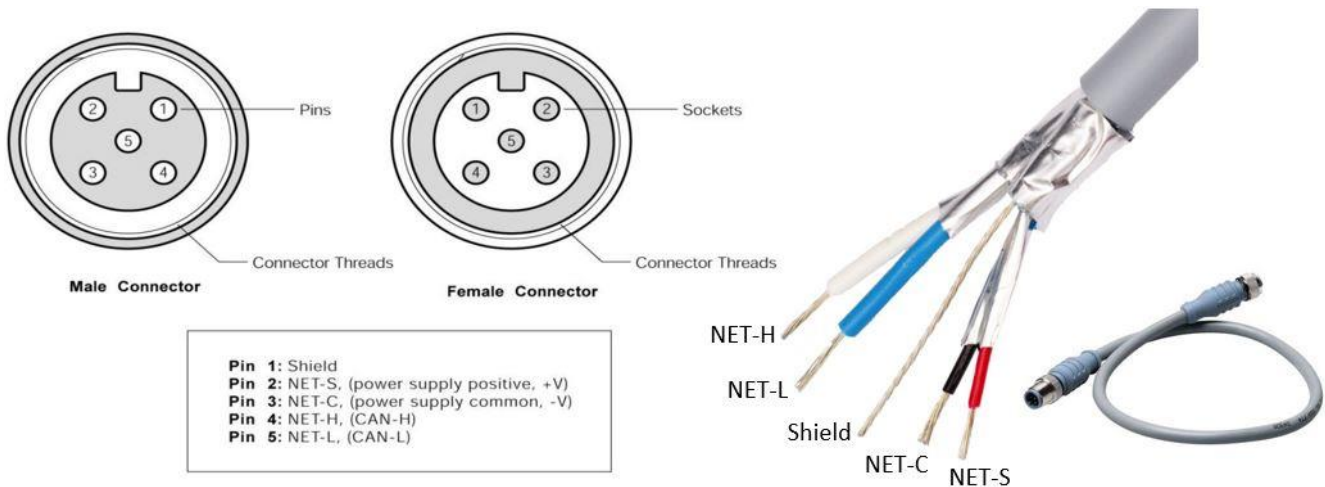 2
1
5
3
4
Pins
Connector Threads
Male Connector
1
2
5
4
3
Sockets
Connector Threads
Female Connector
Pin 1: Shield
Pin 2: NET-S, (power supply positive, +V)
Pin 3: NET-C, (power supply common, -V)
Pin 4: NET-H, (CAN-H)
Pin 5: NET-L, (CAN-L)
NET-H
NET-L
Shield
NET-C
NET-S